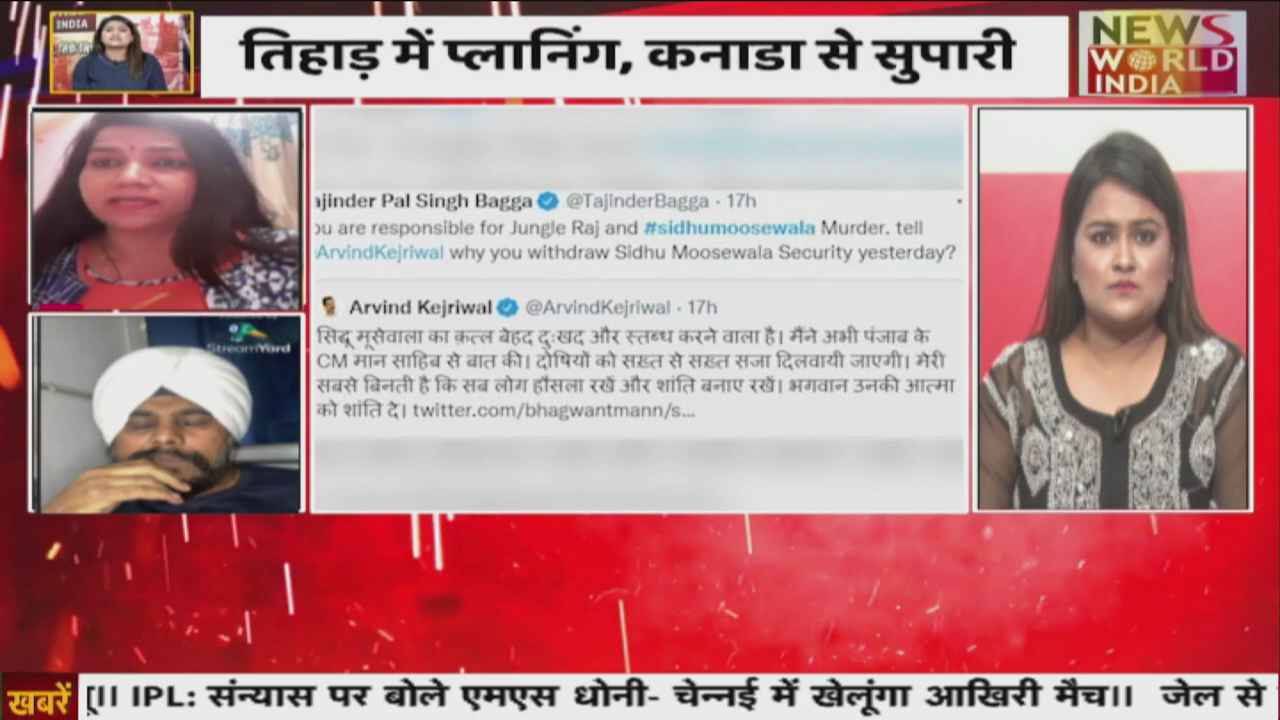 INDIA
तिहाड़ में प्लानिंग, कनाडा से सुपारी
NEWS
WORLD
INDIA
ajinder Pal Singh Bagga @TajinderBagga · 17h
ou are responsible for Jungle Raj and #sidhumoosewala Murder. tell
ArvindKejriwal why you withdraw Sidhu Moosewala Security yesterday?
Arvind Kejriwal @ArvindKejriwal · 17h
सिद्धू मूसेवाला का क़त्ल बेहद दुःखद और स्तब्ध करने वाला है। मैंने अभी पंजाब के
CM मान साहिब से बात की। दोषियों को सख़्त से सख़्त सजा दिलवायी जाएगी। मेरी
सबसे बिनती है कि सब लोग हौसला रखें और शांति बनाए रखें। भगवान उनकी आत्मा
को शांति दे। twitter.com/bhagwantmann/s...
StreamYard
खबरें
IPL: संन्यास पर बोले एमएस धोनी- चेन्नई में खेलूंगा आखिरी मैच।। जेल से